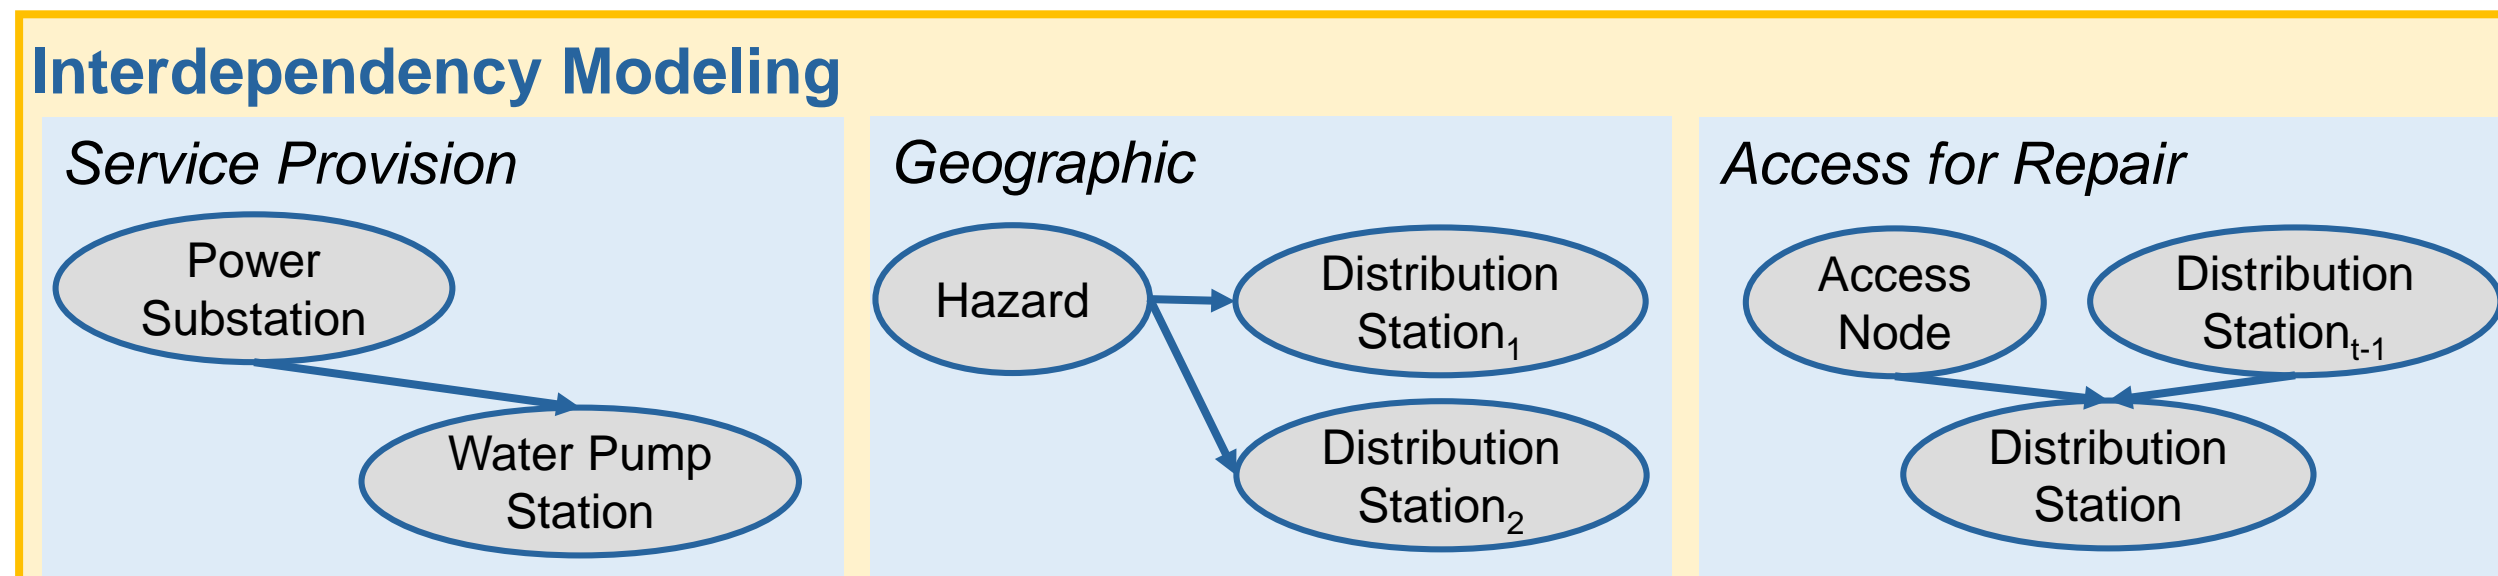 Interdependency Modeling
Service Provision
Power
Substation
Water Pump
Station
Geographic
Hazard
Distribution
Station1
Distribution
Station2
Access for Repair
Access
Node
Distribution
Stationt-1
Distribution
Station